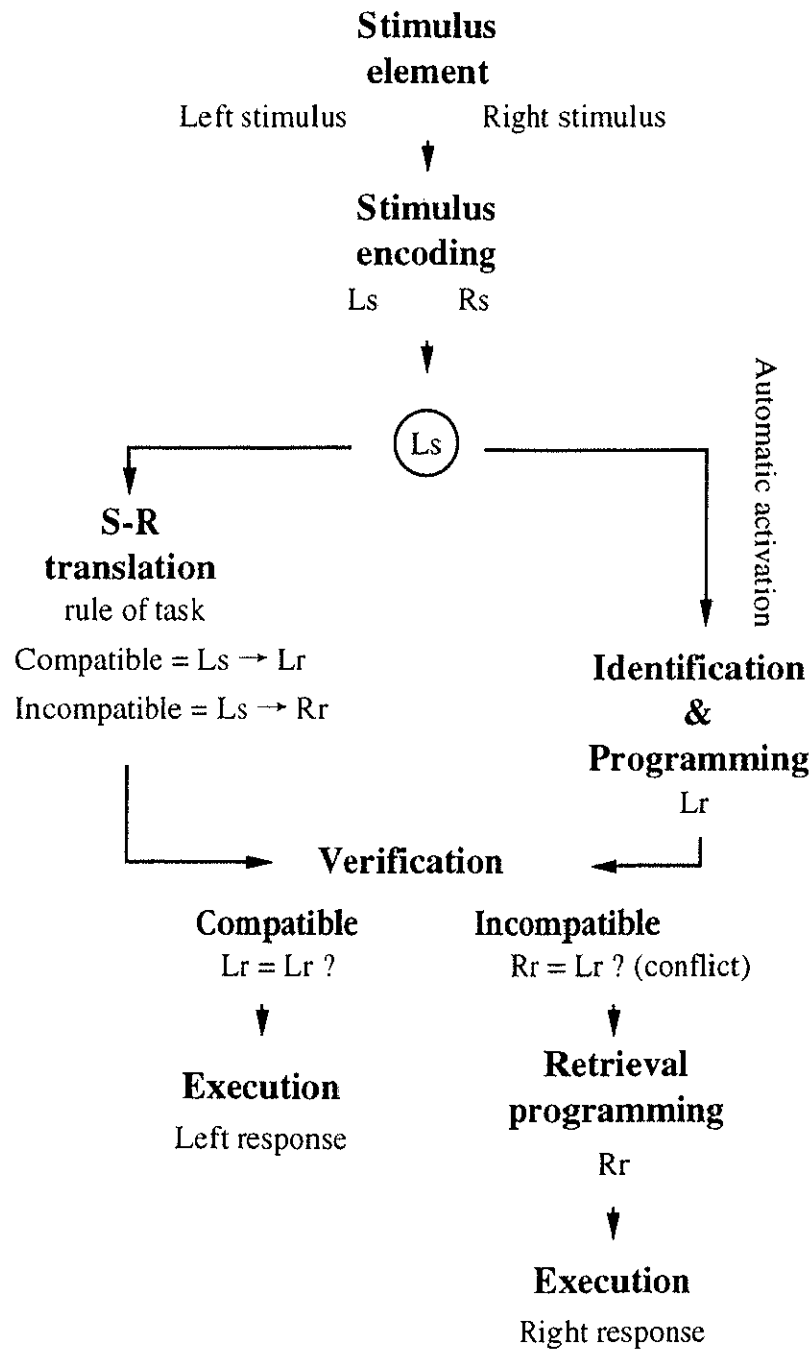 Stimulus
element
Left stimulus Right stimulus
Stimulus
encoding
Ls Rs
Ls
Automatic activation
S-R
translation
rule of task
Compatible = Ls → Lr
Incompatible = Ls → Rr
Identification
&
Programming
Lr
Verification
Compatible Incompatible
Lr = Lr ? Rr = Lr ? (conflict)
Execution
Left response
Retrieval
programming
Rr
Execution
Right response